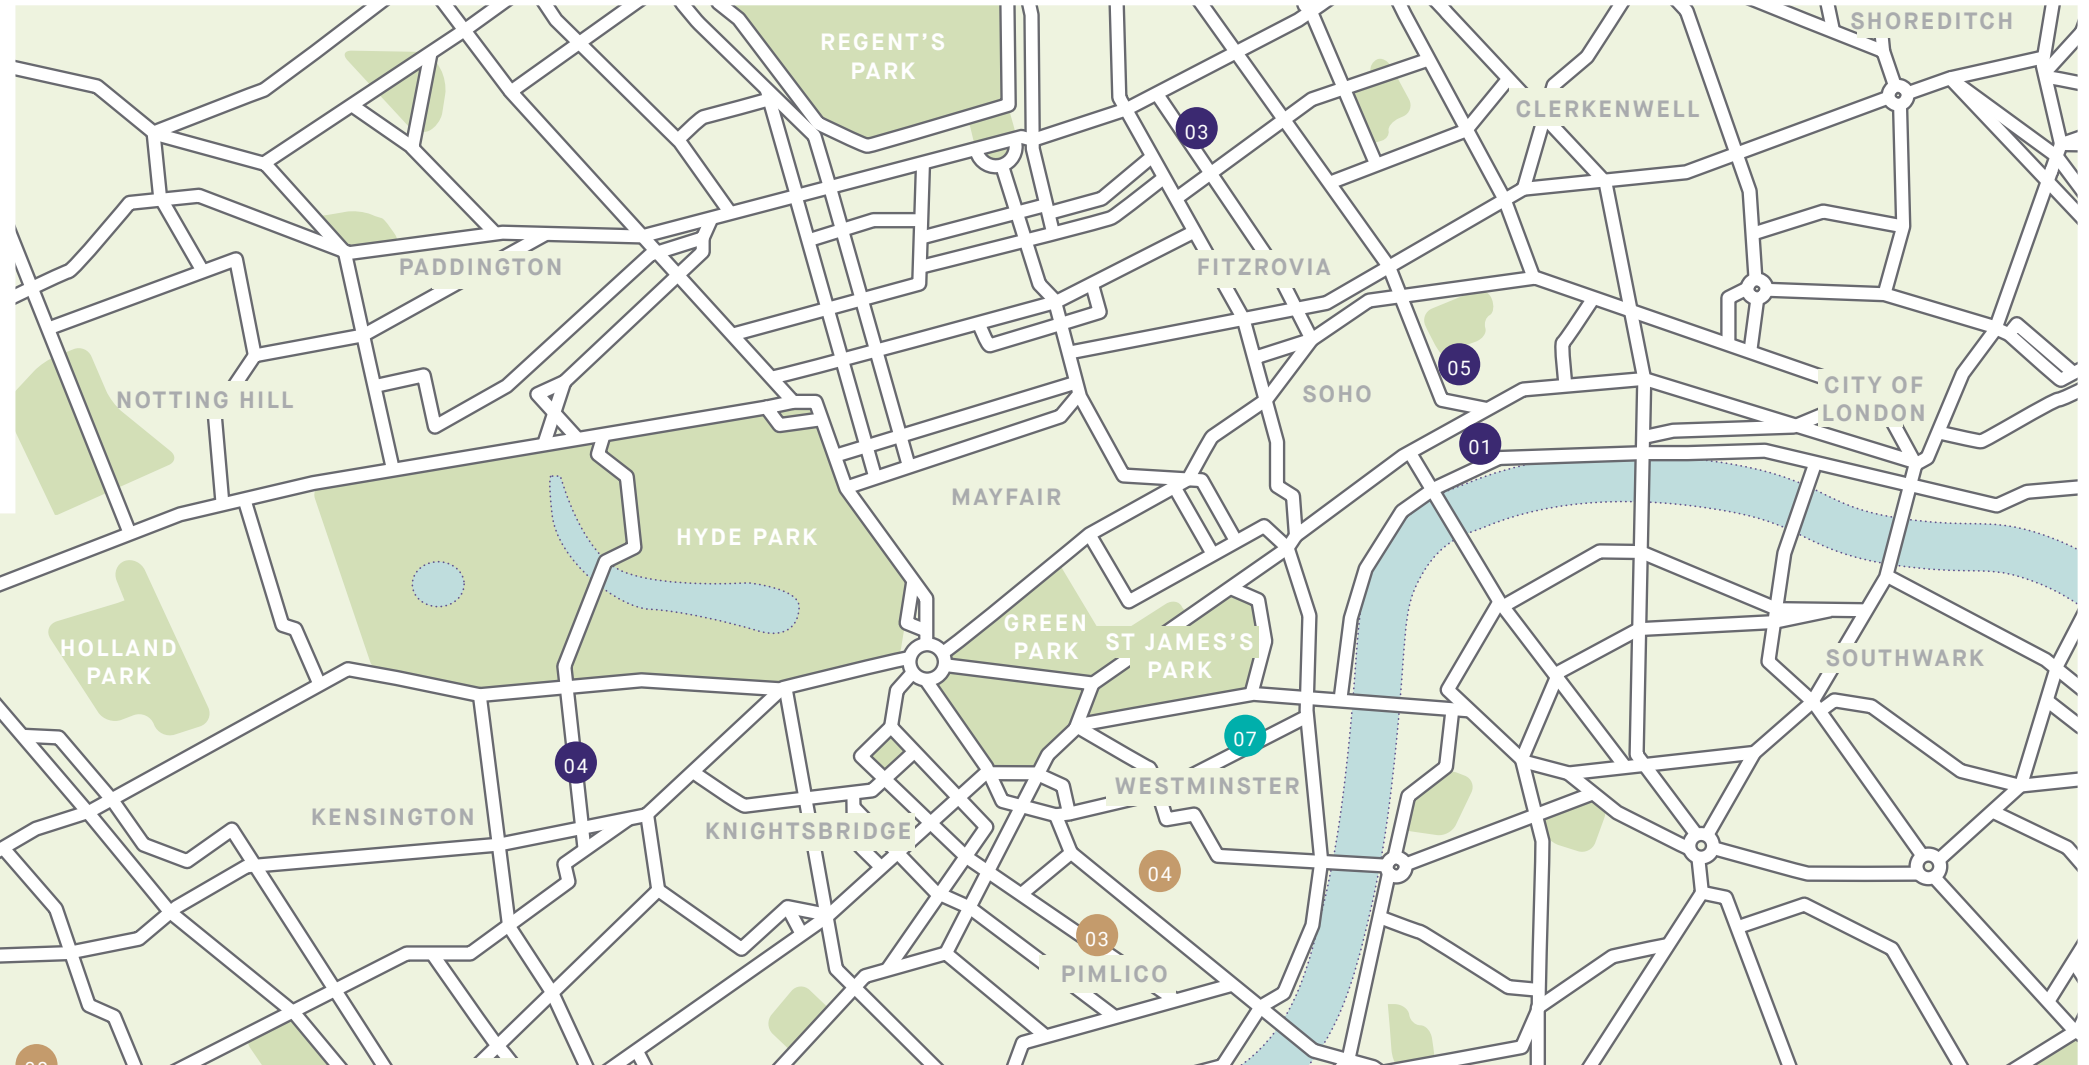 SHOREDITCH
REGENT'S
PARK
CLERKENWELL
03
PADDINGTON
FITZROVIA
05
NOTTING HILL
SOHO
CITY OF
LONDON
01
MAYFAIR
HYDE PARK
GREEN
PARK
ST JAMES'S
PARK
HOLLAND
PARK
SOUTHWARK
07
04
WESTMINSTER
KENSINGTON
KNIGHTSBRIDGE
04
03
PIMLICO